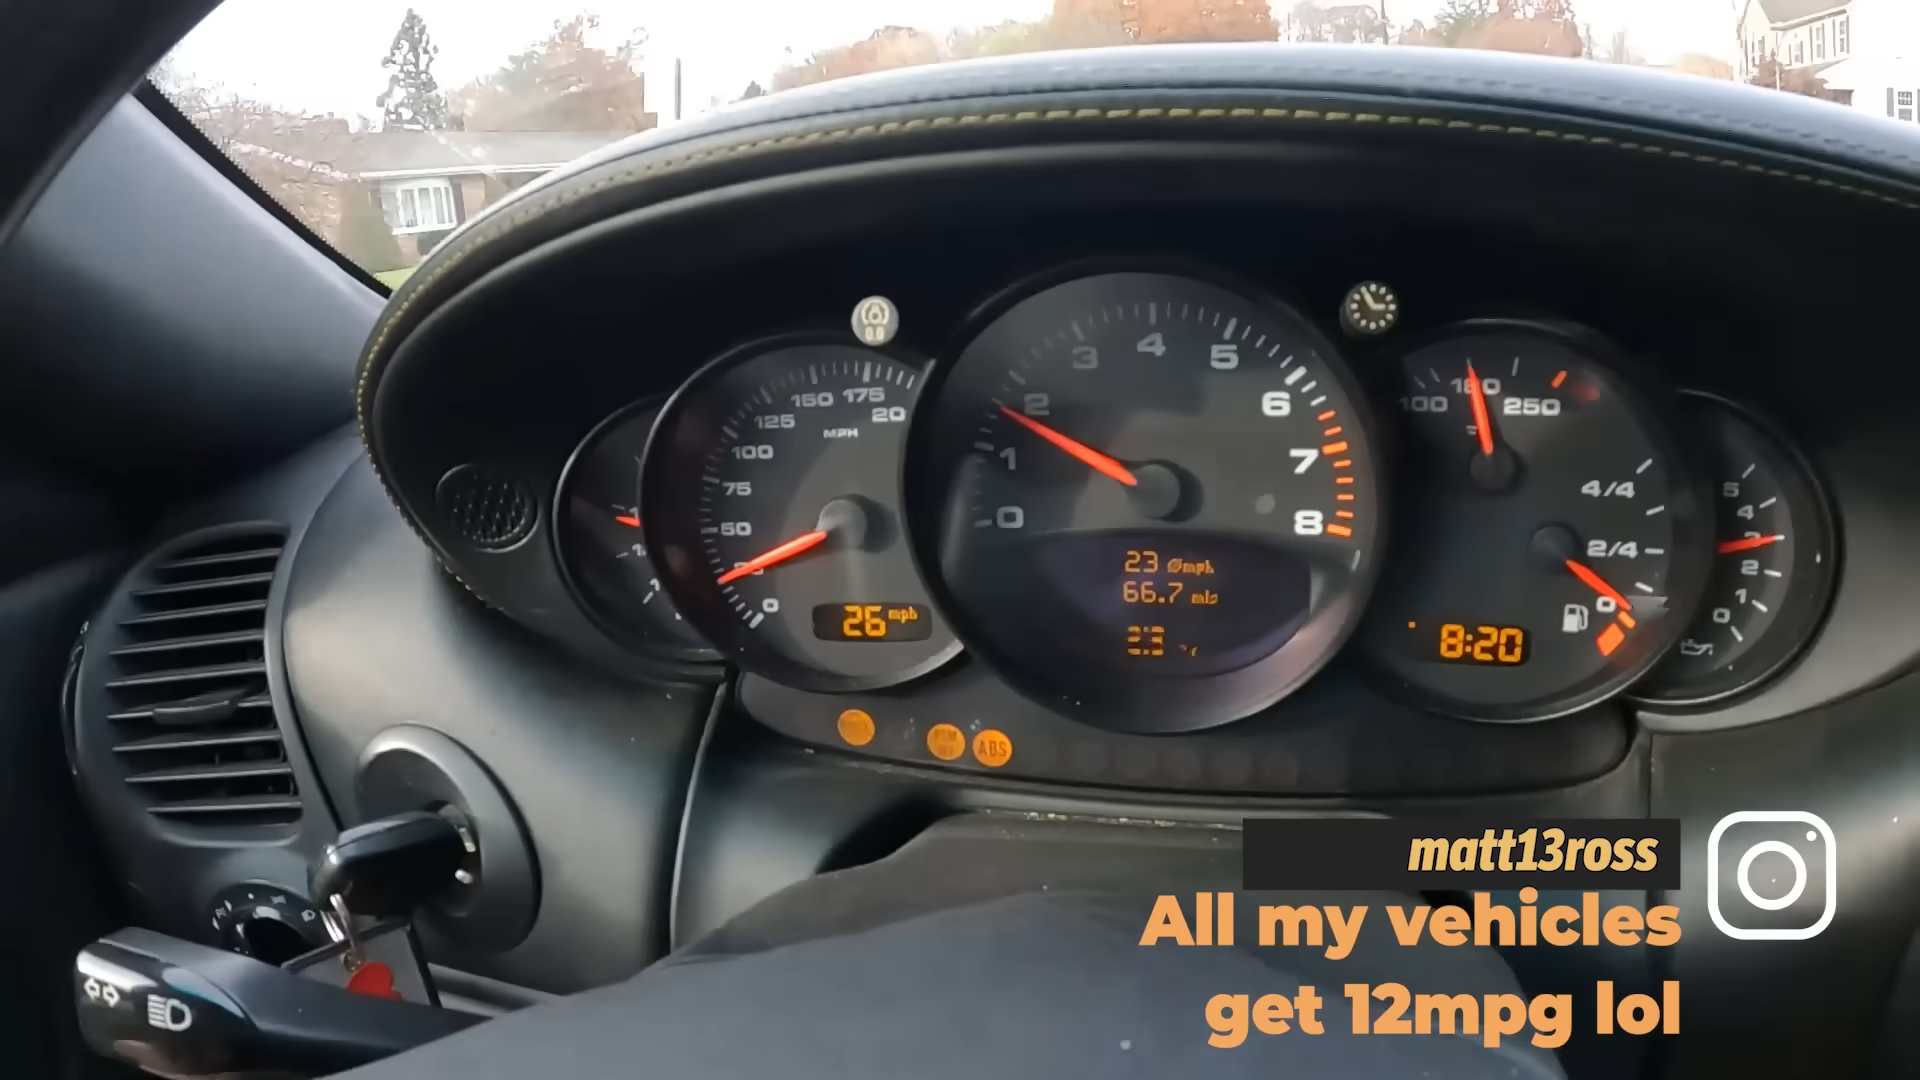 150 175
125 20
MPH
100
75
50
0
26 mph
3 4 5
2 6
1 7
0 8
23 Ømph
66.7 mls
100 180 250
4/4
2/4
0
8:20
5
4
2
1
0
ABS
matt13ross
All my vehicles
get 12mpg lol